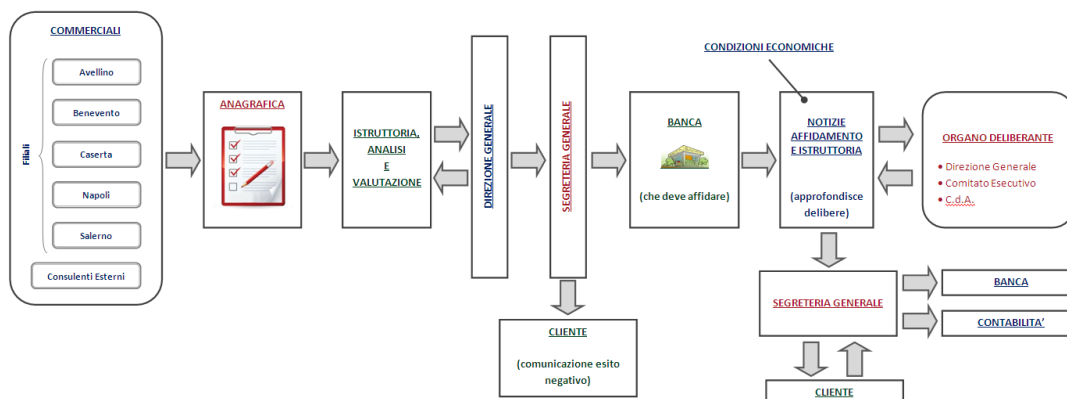 COMMERCIALI
Filiali
Avellino
Benevento
Caserta
Napoli
Salerno
Consulenti Esterni
ANAGRAFICA
ISTRUTTORIA,
ANALISI
E
VALUTAZIONE
DIREZIONE GENERALE
SEGRETERIA GENERALE
CLIENTE
(comunicazione esito
negativo)
BANCA
(che deve affidare)
CONDIZIONI ECONOMICHE
NOTIZIE
AFFIDAMENTO
E ISTRUTTORIA
(approfondisce
delibere)
ORGANO DELIBERANTE
• Direzione Generale
• Comitato Esecutivo
• C.d.A.
SEGRETERIA GENERALE
BANCA
CONTABILITA’
CLIENTE